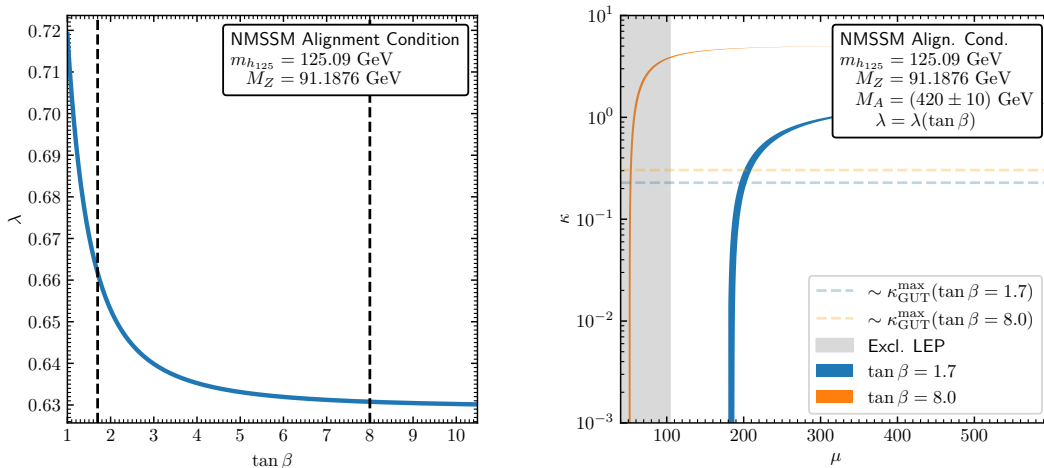 0.72
0.71
0.70
0.69
0.68
0.67
0.66
0.65
0.64
0.63
λ
1 2 3 4 5 6 7 8 9 10
tan β
NMSSM Alignment Condition
m_{h_{125}} = 125.09 GeV
M_Z = 91.1876 GeV
10^1
10^0
10^{-1}
10^{-2}
10^{-3}
κ
100 200 300 400 500
μ
NMSSM Align. Cond.
m_{h_{125}} = 125.09 GeV
M_Z = 91.1876 GeV
M_A = (420 ± 10) GeV
λ = λ(tan β)
∼ κ_{GUT}^{max}(tan β = 1.7)
∼ κ_{GUT}^{max}(tan β = 8.0)
Excl. LEP
tan β = 1.7
tan β = 8.0